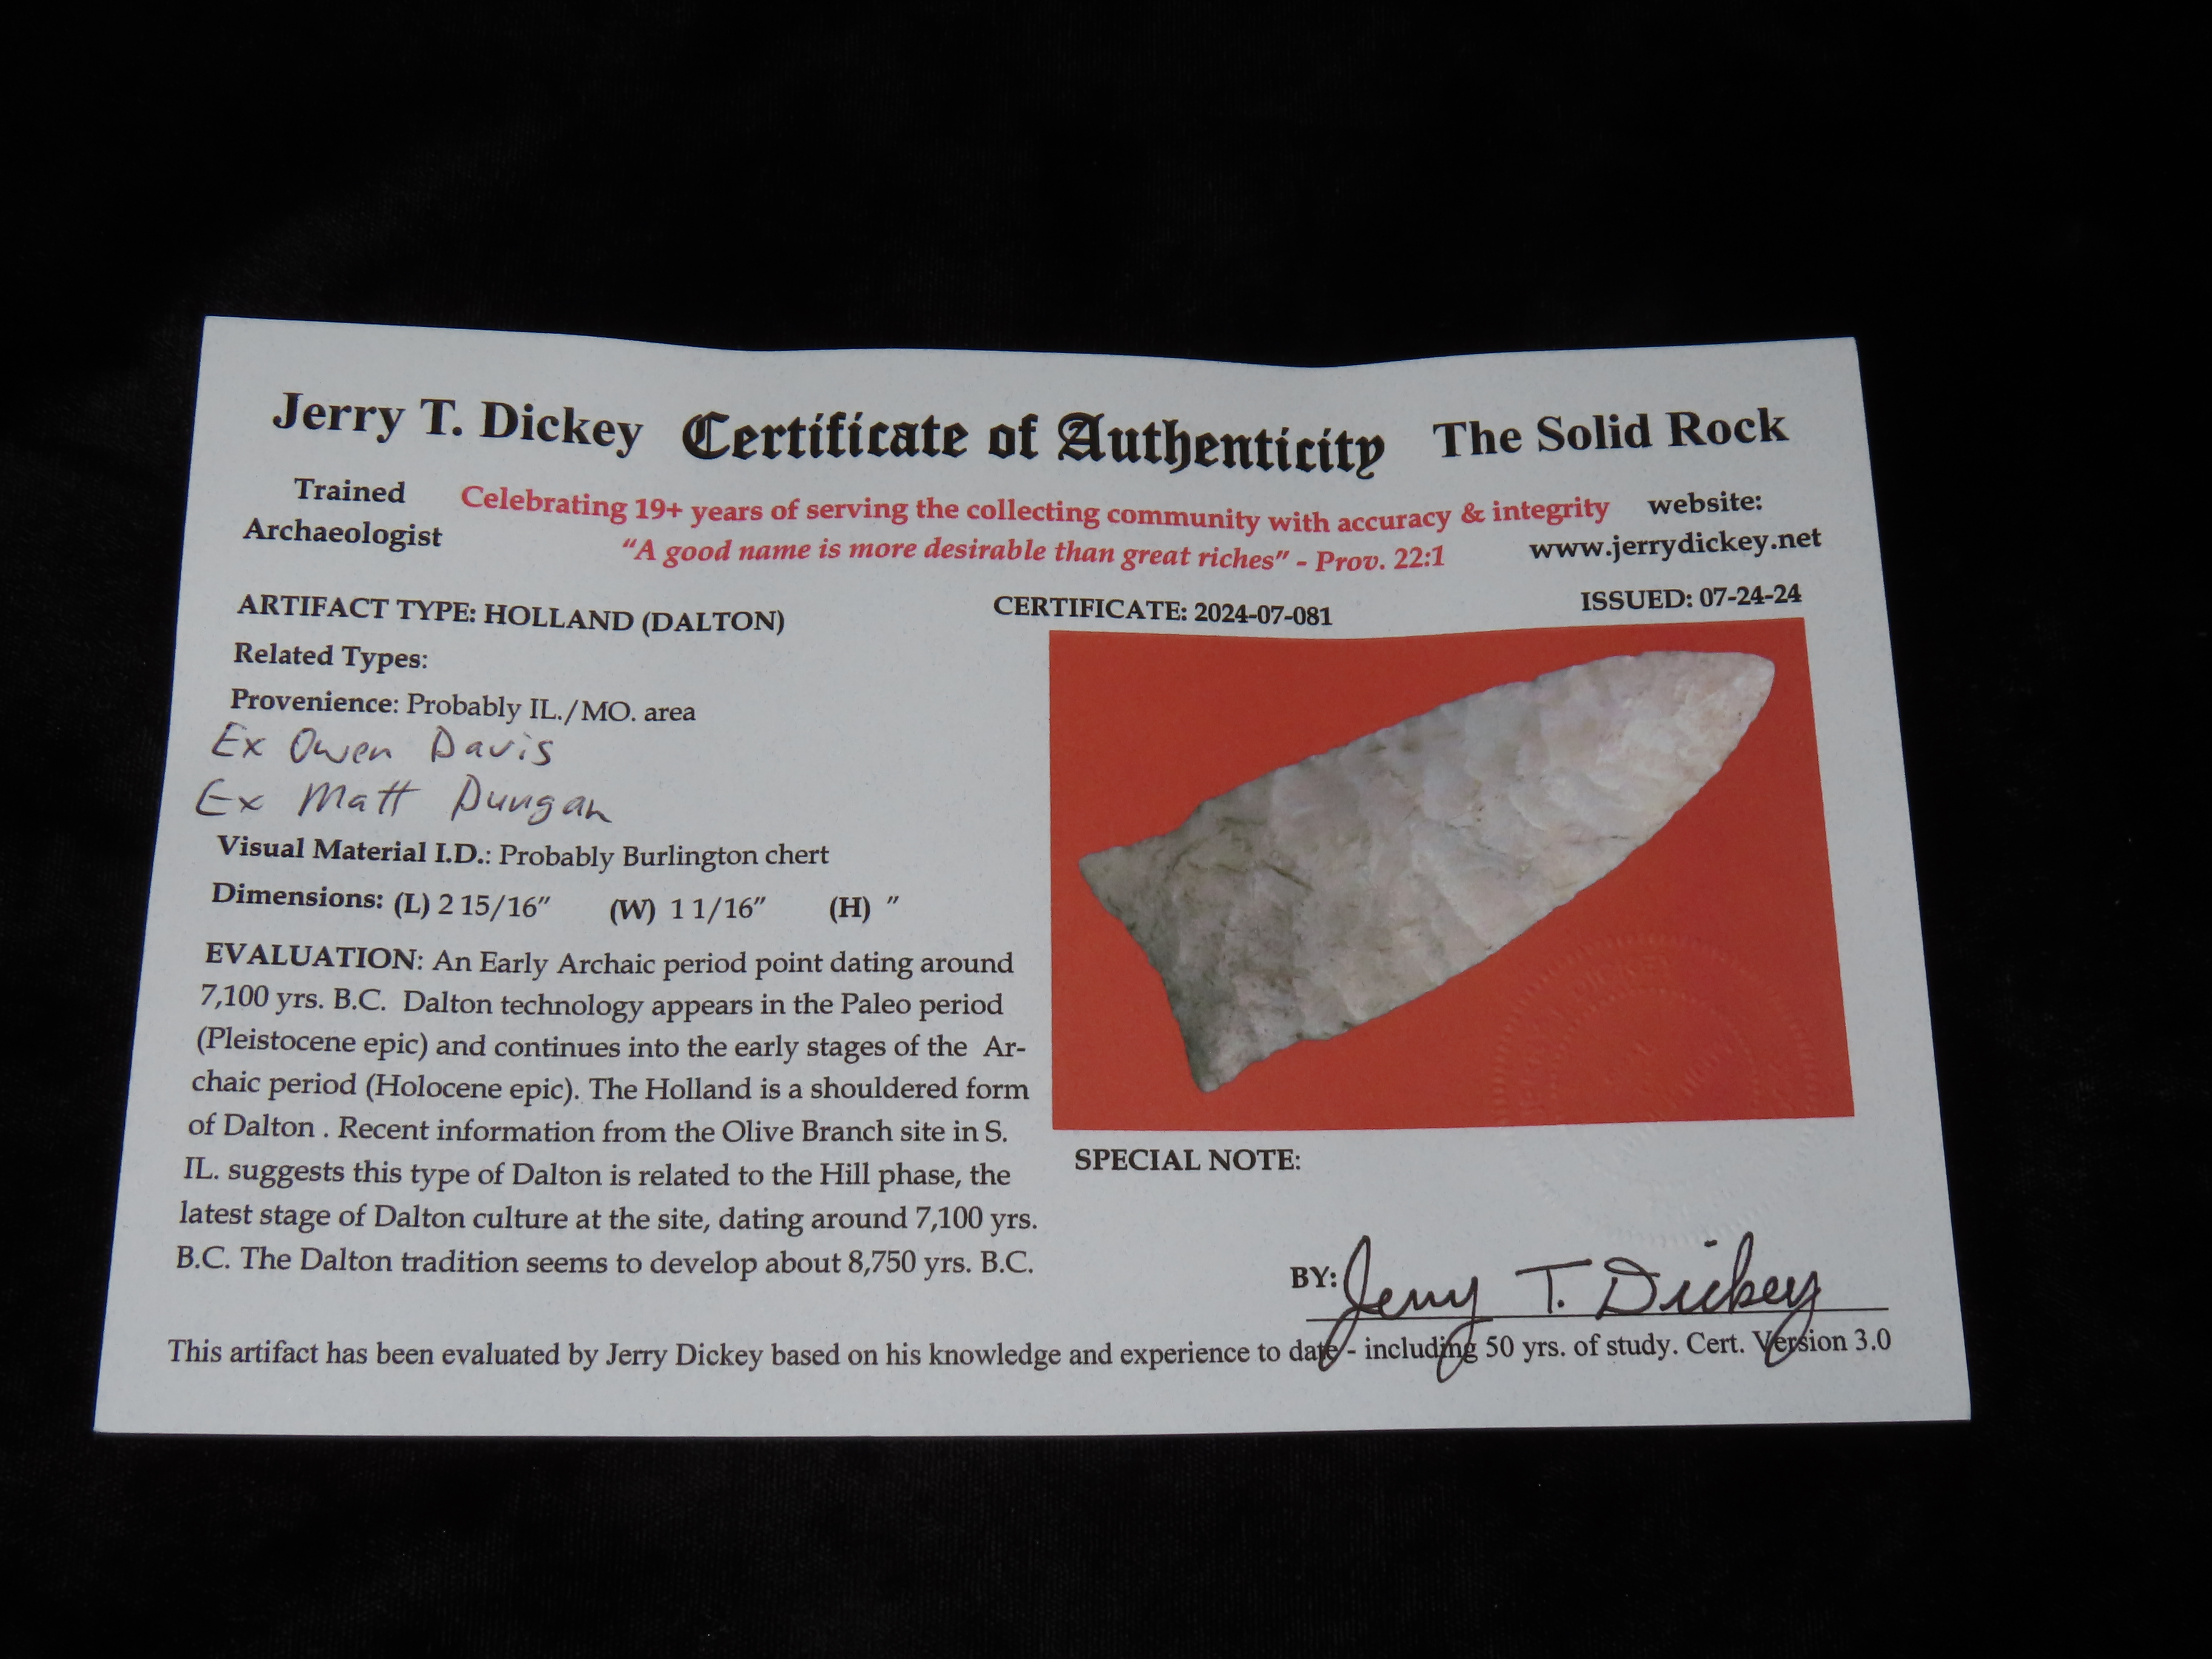 Jerry T. Dickey Certificate of Authenticity The Solid Rock
Trained Archaeologist
Celebrating 19+ years of serving the collecting community with accuracy & integrity
"A good name is more desirable than great riches" - Prov. 22:1
website:
www.jerrydickey.net
ARTIFACT TYPE: HOLLAND (DALTON)
CERTIFICATE: 2024-07-081
ISSUED: 07-24-24
Related Types:
Provenience: Probably IL./MO. area
Ex Owen Davis
Ex Matt Dungan
Visual Material I.D.: Probably Burlington chert
Dimensions: (L) 2 15/16" (W) 1 1/16" (H) "
EVALUATION: An Early Archaic period point dating around
7,100 yrs. B.C. Dalton technology appears in the Paleo period
(Pleistocene epic) and continues into the early stages of the Ar-
chaic period (Holocene epic). The Holland is a shouldered form
of Dalton . Recent information from the Olive Branch site in S.
IL. suggests this type of Dalton is related to the Hill phase, the
latest stage of Dalton culture at the site, dating around 7,100 yrs.
B.C. The Dalton tradition seems to develop about 8,750 yrs. B.C.
SPECIAL NOTE:
BY: Jerry T. Dickey
This artifact has been evaluated by Jerry Dickey based on his knowledge and experience to date - including 50 yrs. of study. Cert. Version 3.0